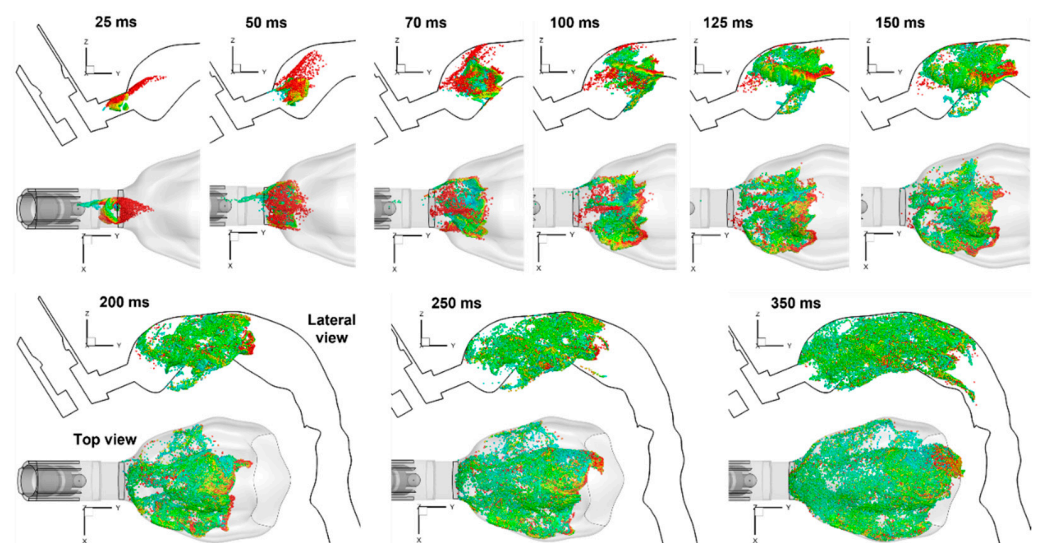 25 ms
50 ms
70 ms
100 ms
125 ms
150 ms
Z
Y
Z
Y
Z
Y
Z
Y
Z
Y
Z
Y
Y
X
Y
X
Y
X
Y
X
Y
X
Y
X
200 ms
250 ms
350 ms
Z
Y
Lateral
view
Z
Y
Z
Y
Top view
Y
X
Y
X
Y
X